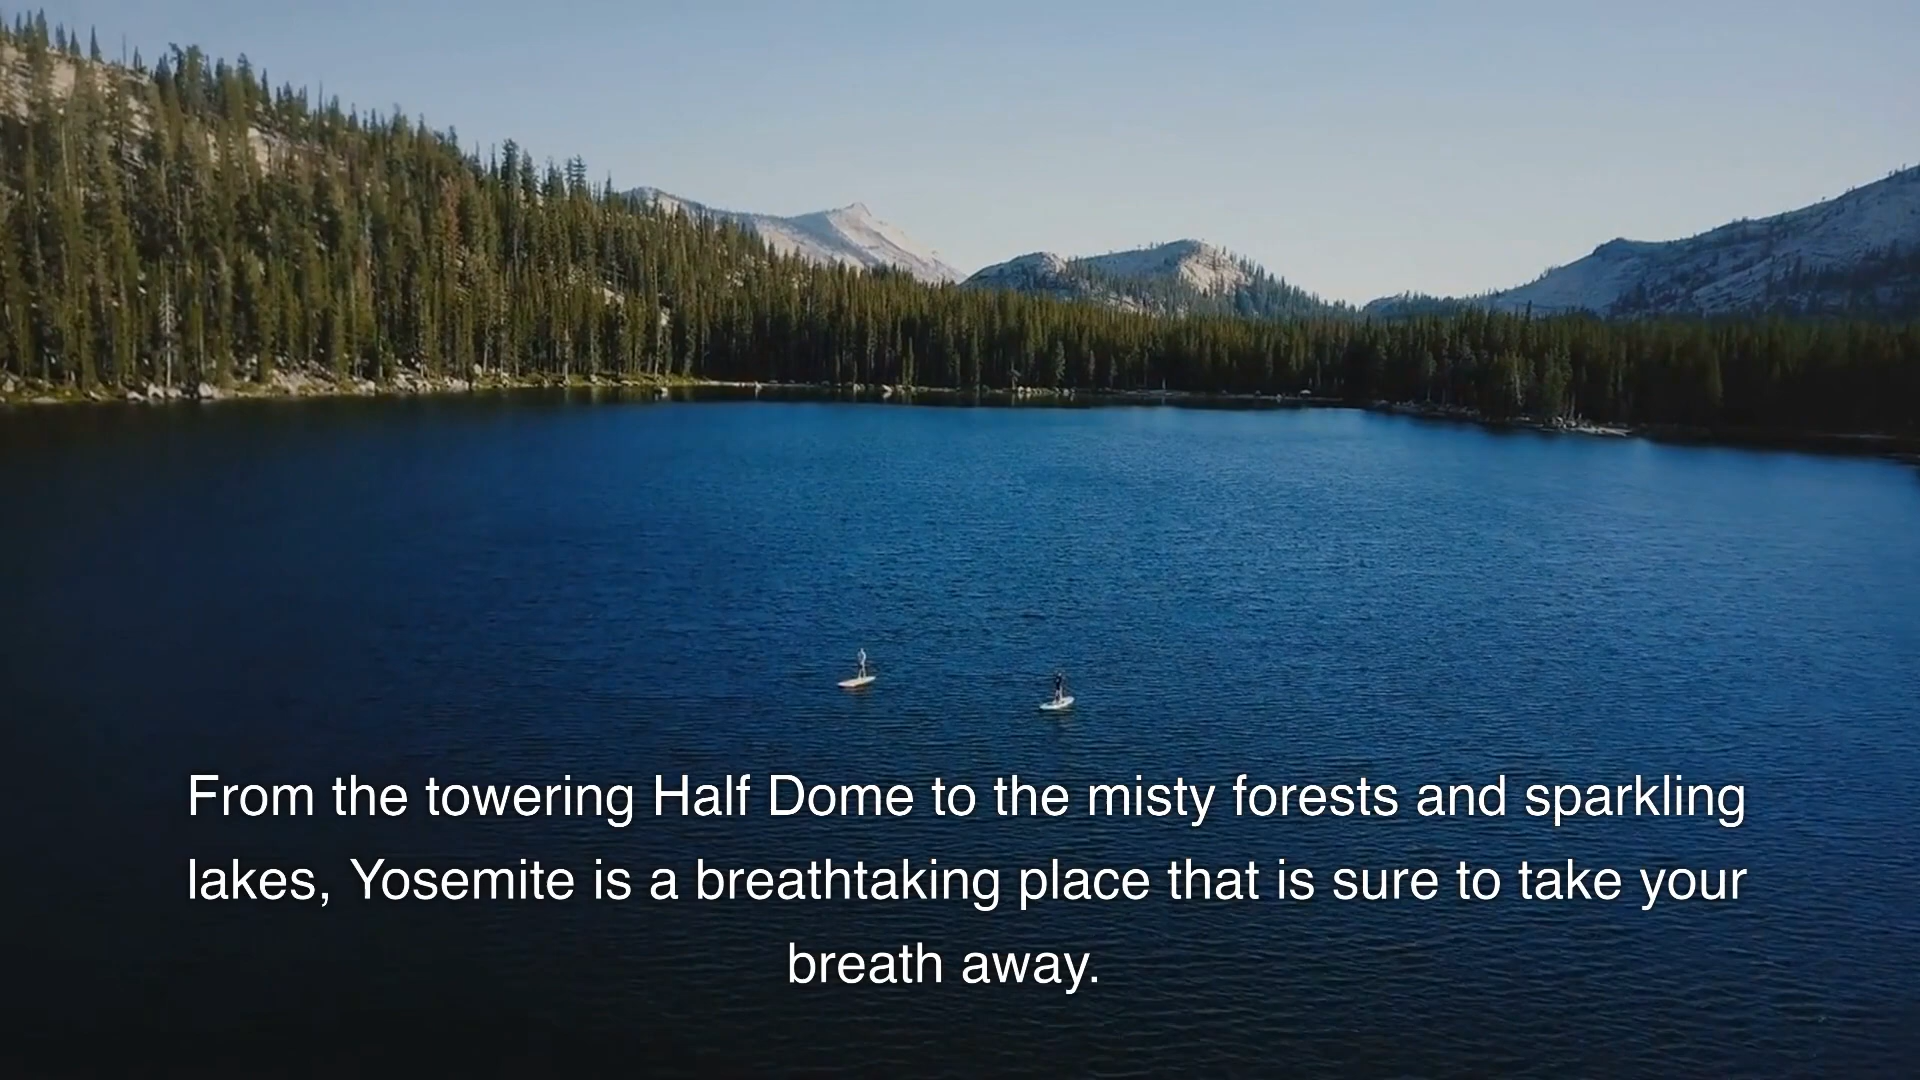 From the towering Half Dome to the misty forests and sparkling
lakes, Yosemite is a breathtaking place that is sure to take your
breath away.